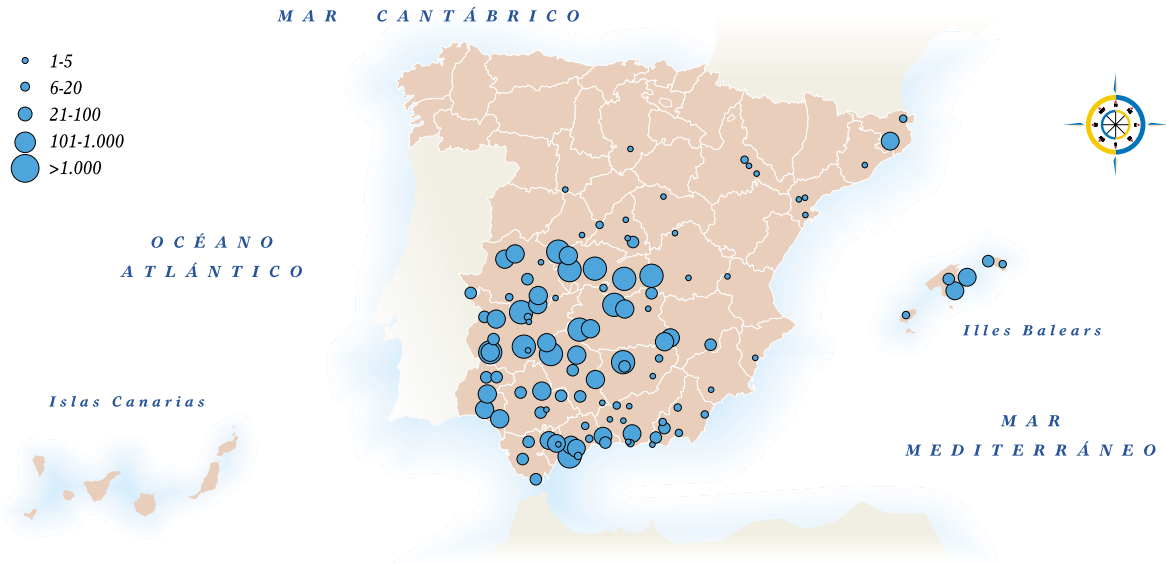 MAR CANTÁBRICO
1-5
6-20
21-100
101-1.000
>1.000
OCÉANO
ATLÁNTICO
Illes Balears
Islas Canarias
MAR
MEDITERRÁNEO